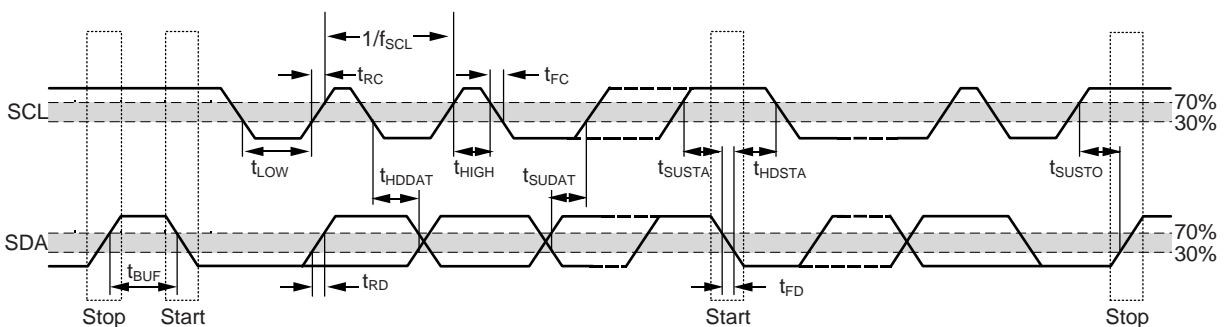 1/fSCL
tRC
tFC
SCL
70%
30%
tLOW
tHDDAT
tHIGH
tSUDAT
tSUSTA
tHDSTA
tSUSTO
SDA
70%
30%
tBUF
tRD
tFD
Stop
Start
Start
Stop